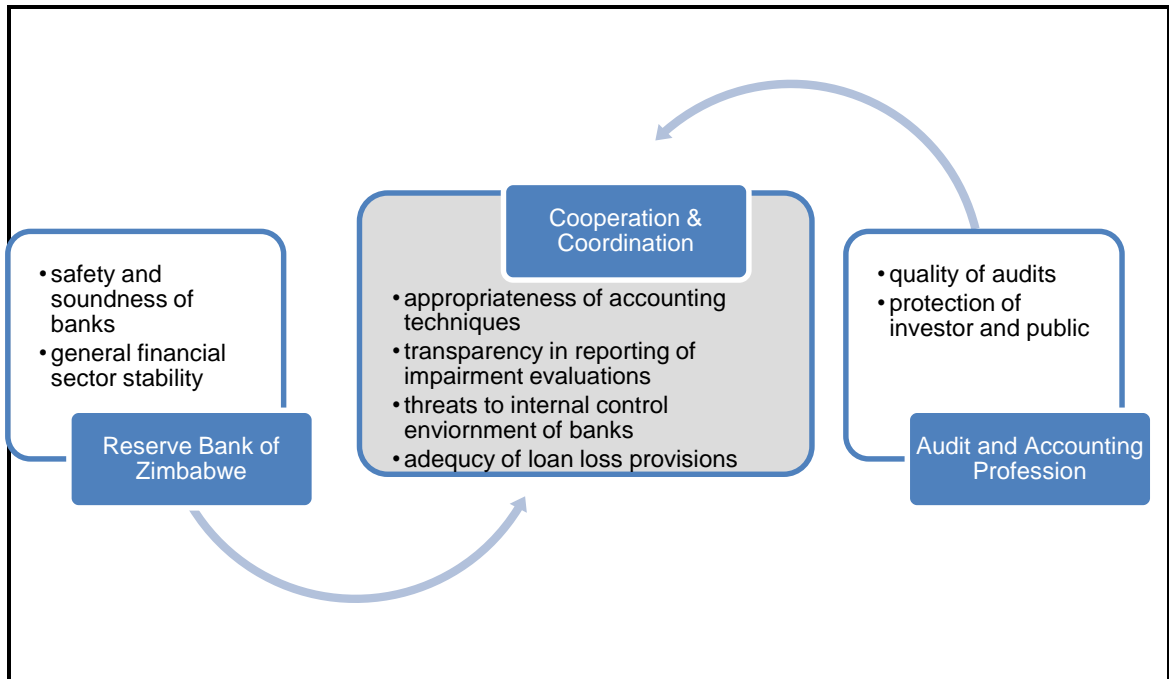 • safety and
soundness of
banks
• general financial
sector stability
Reserve Bank of
Zimbabwe
Cooperation &
Coordination
• appropriateness of accounting
techniques
• transparency in reporting of
impairment evaluations
• threats to internal control
enviornment of banks
• adequcy of loan loss provisions
• quality of audits
• protection of
investor and public
Audit and Accounting
Profession